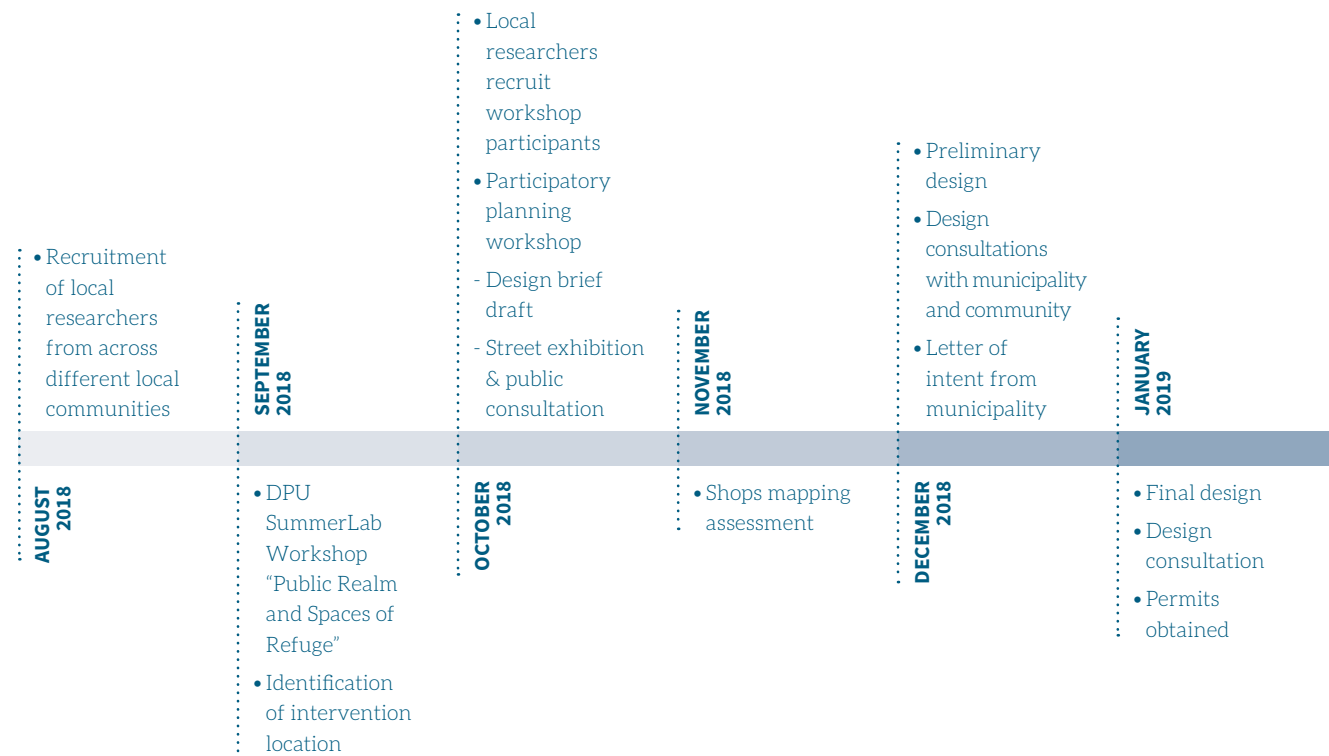 AUGUST
2018
• Recruitment
of local
researchers
from across
different local
communities
SEPTEMBER
2018
• DPU
SummerLab
Workshop
“Public Realm
and Spaces of
Refuge”
• Identification
of intervention
location
OCTOBER
2018
• Local
researchers
recruit
workshop
participants
• Participatory
planning
workshop
- Design brief
draft
- Street exhibition
& public
consultation
NOVEMBER
2018
• Shops mapping
assessment
DECEMBER
2018
• Preliminary
design
• Design
consultations
with municipality
and community
• Letter of
intent from
municipality
JANUARY
2019
• Final design
• Design
consultation
• Permits
obtained